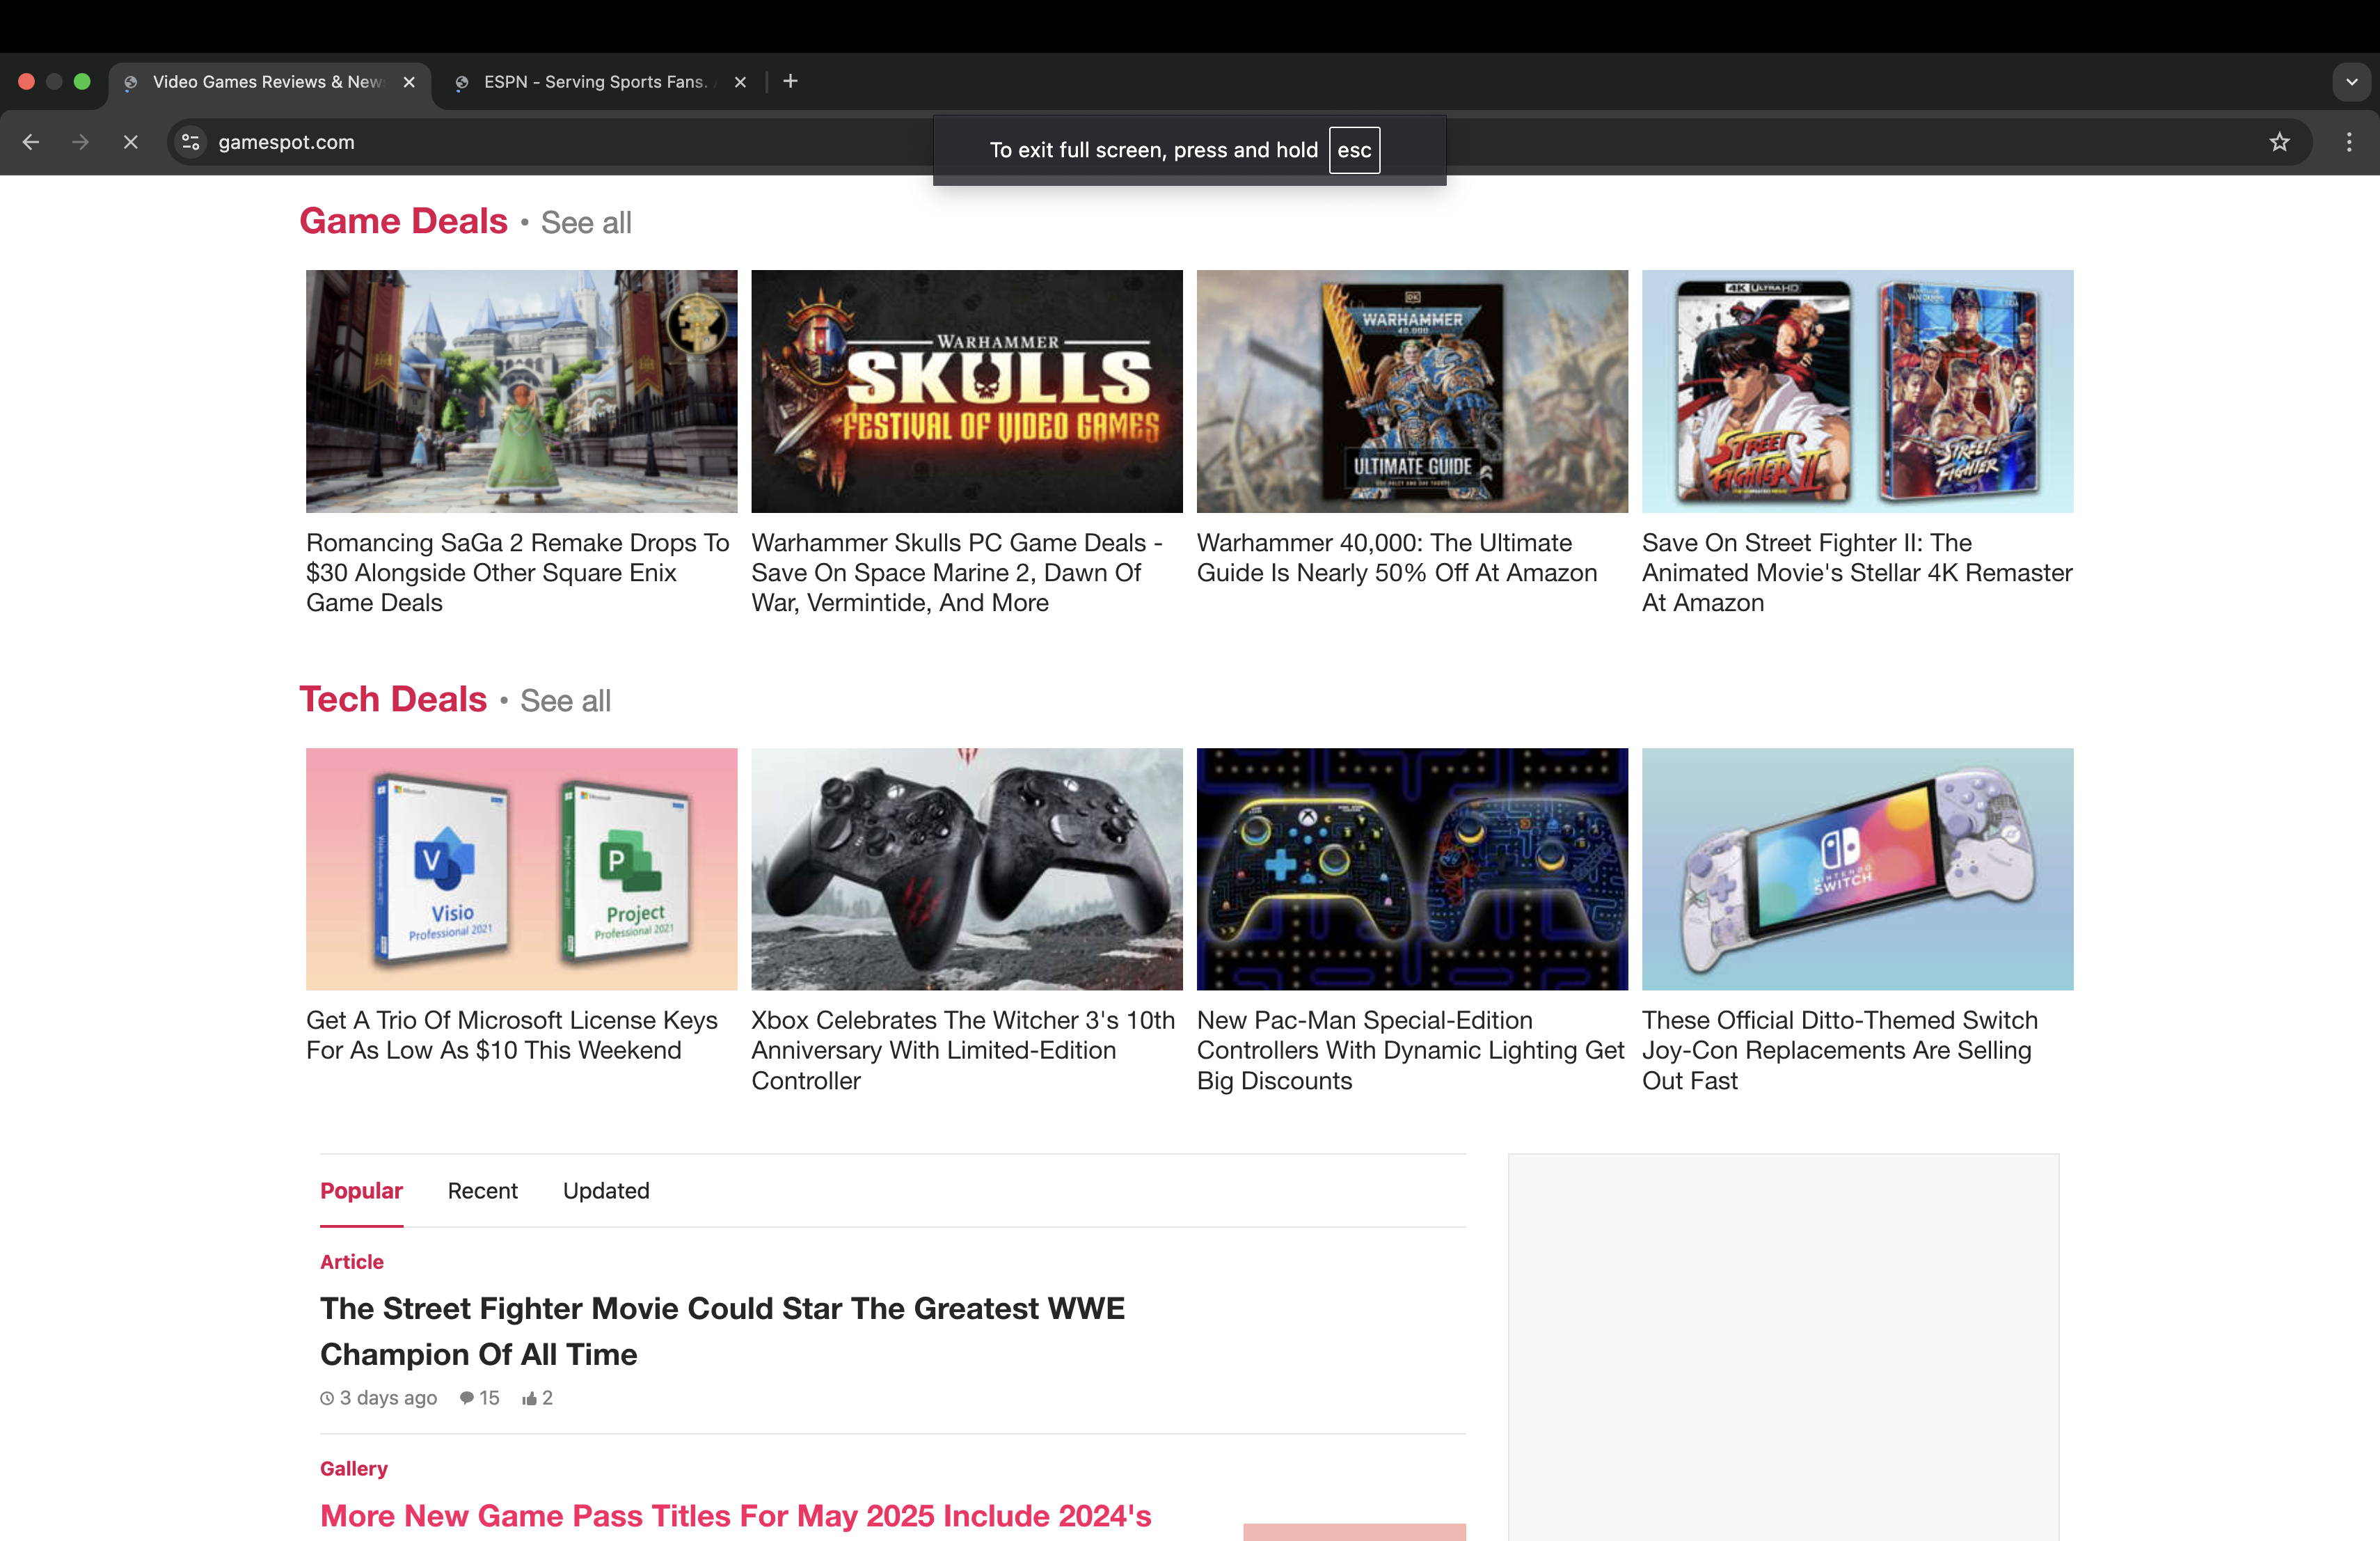 Video Games Reviews & New
ESPN - Serving Sports Fans.
gamespot.com
To exit full screen, press and hold esc
Game Deals • See all
WARHAMMER
SKULLS
FESTIVAL OF VIDEO GAMES
DK
WARHAMMER
40,000
ULTIMATE GUIDE
4K ULTRA HD
STREET
FIGHTER II
STREET
FIGHTER
Romancing SaGa 2 Remake Drops To
$30 Alongside Other Square Enix
Game Deals
Warhammer Skulls PC Game Deals -
Save On Space Marine 2, Dawn Of
War, Vermintide, And More
Warhammer 40,000: The Ultimate
Guide Is Nearly 50% Off At Amazon
Save On Street Fighter II: The
Animated Movie's Stellar 4K Remaster
At Amazon
Tech Deals • See all
Microsoft
V
Visio
Professional 2021
Microsoft
P
Project
Professional 2021
NINTENDO
SWITCH
Get A Trio Of Microsoft License Keys
For As Low As $10 This Weekend
Xbox Celebrates The Witcher 3's 10th
Anniversary With Limited-Edition
Controller
New Pac-Man Special-Edition
Controllers With Dynamic Lighting Get
Big Discounts
These Official Ditto-Themed Switch
Joy-Con Replacements Are Selling
Out Fast
Popular
Recent
Updated
Article
The Street Fighter Movie Could Star The Greatest WWE
Champion Of All Time
3 days ago 15 2
Gallery
More New Game Pass Titles For May 2025 Include 2024's